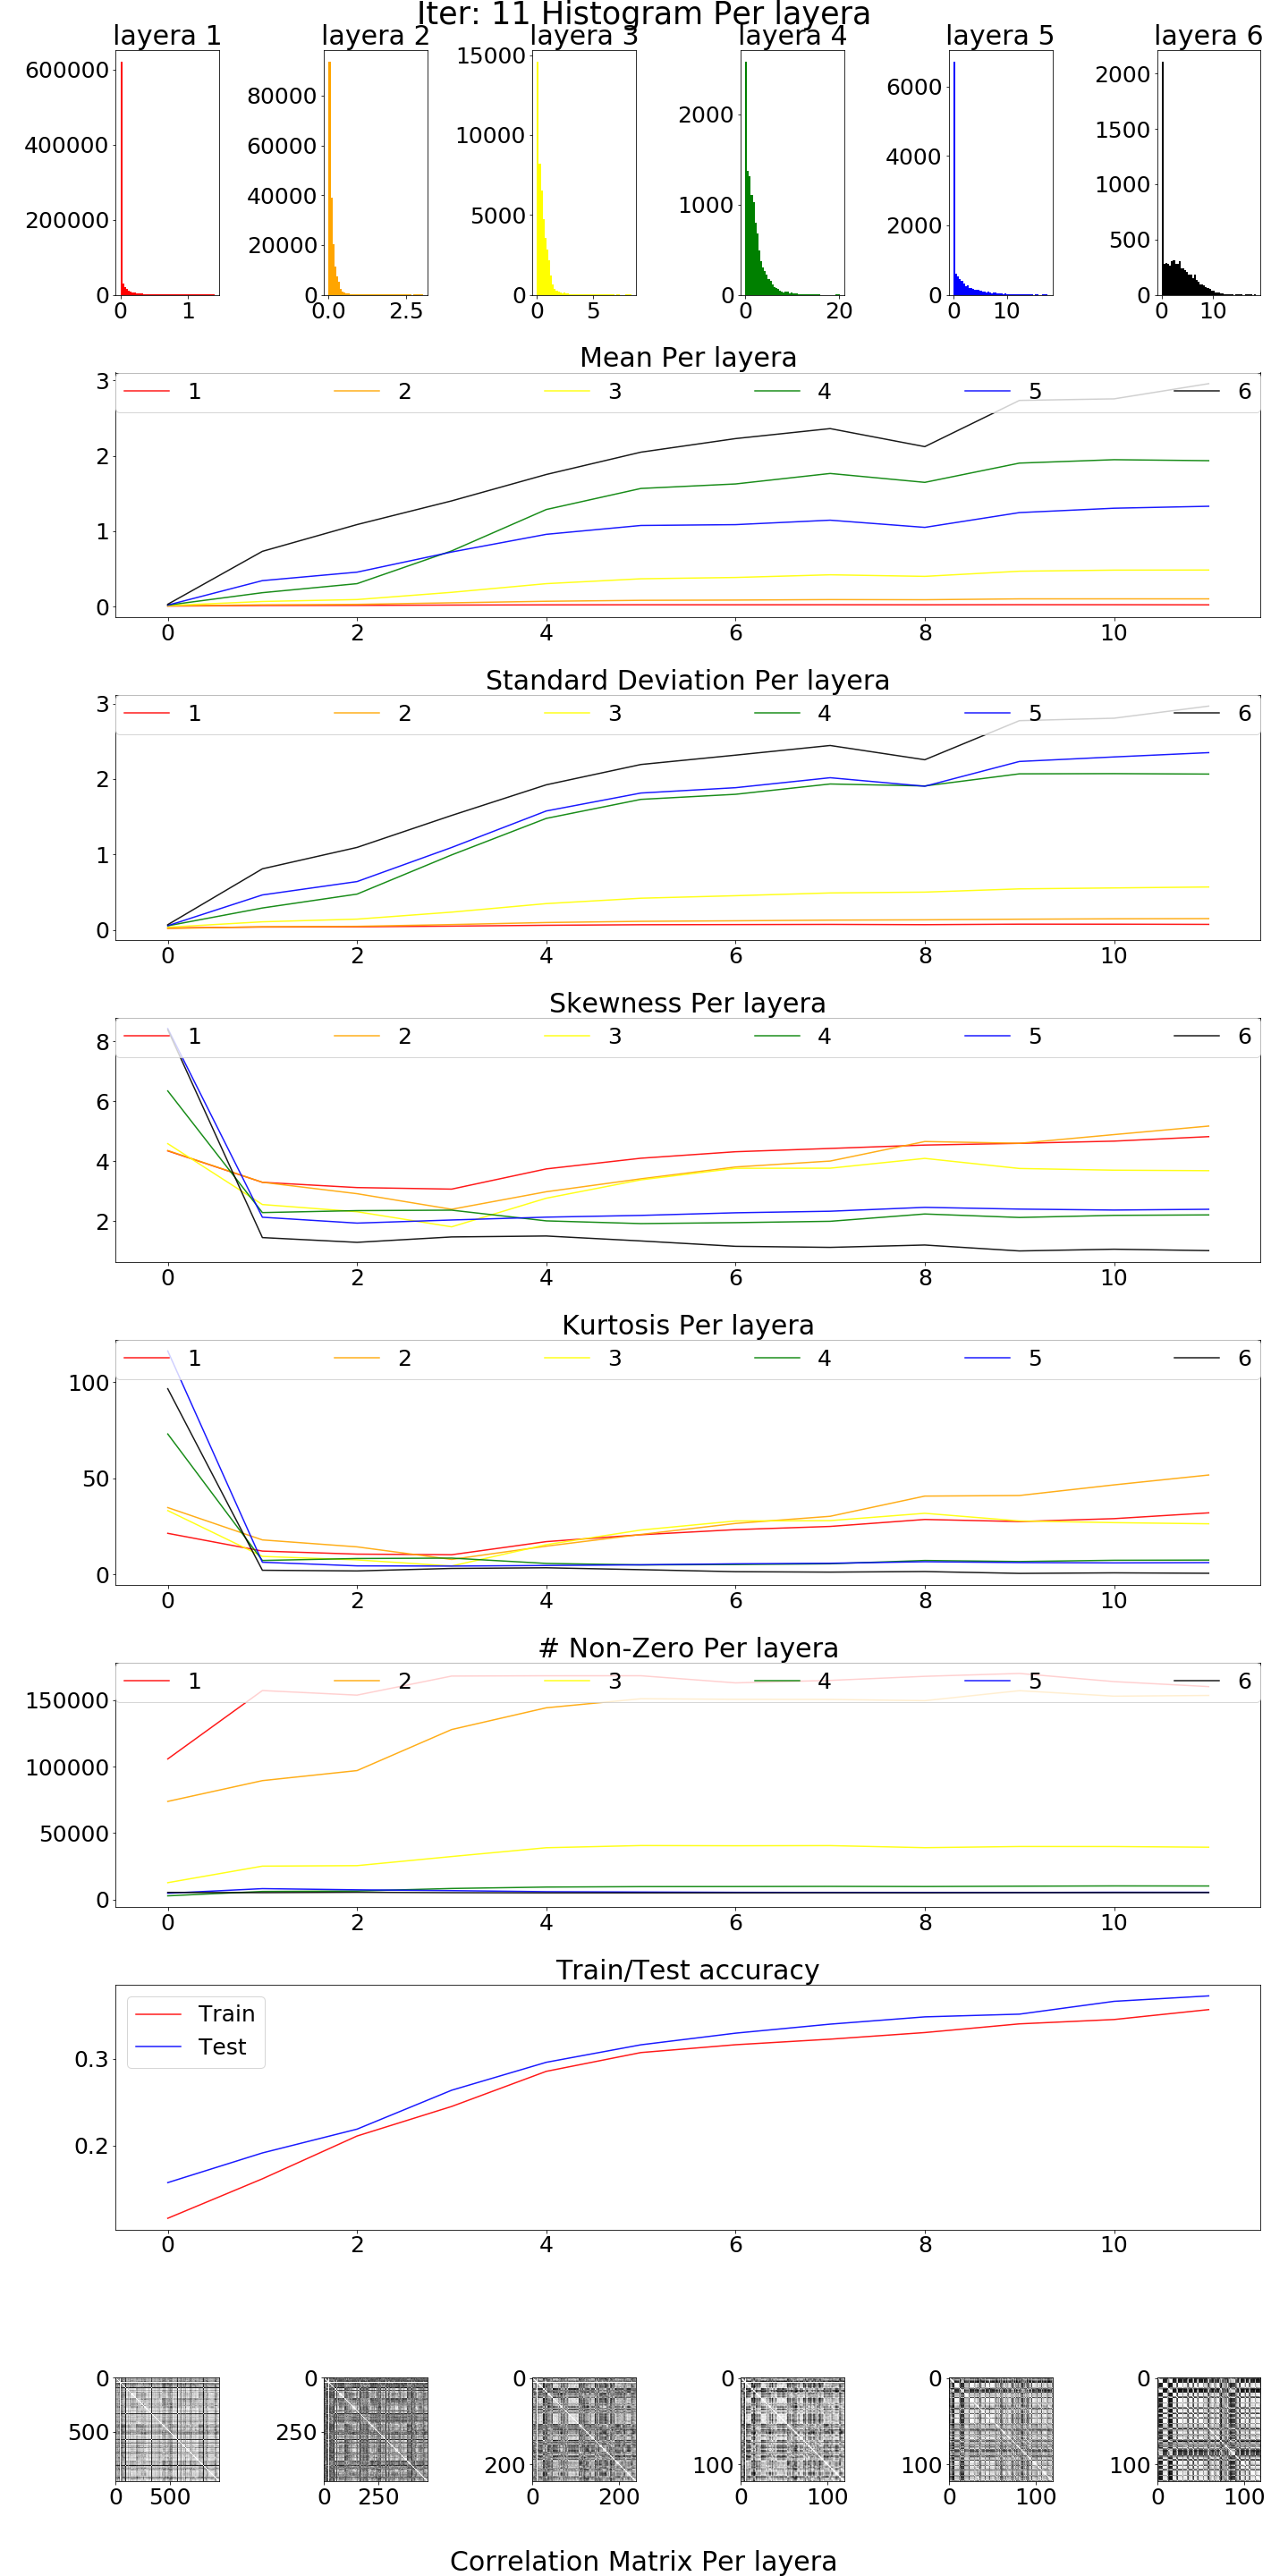 Iter: 11 Histogram Per layera
layera 1 layera 2 layera 3 layera 4 layera 5 layera 6
600000 400000 200000 0
0 1
80000 60000 40000 20000 0
0.0 2.5
15000 10000 5000 0
0 5
2000 1000 0
0 20
6000 4000 2000 0
0 10
2000 1500 1000 500 0
0 10
Mean Per layera
1 2 3 4 5 6
3
2
1
0
0 2 4 6 8 10
Standard Deviation Per layera
1 2 3 4 5 6
3
2
1
0
0 2 4 6 8 10
Skewness Per layera
1 2 3 4 5 6
8
6
4
2
0 2 4 6 8 10
Kurtosis Per layera
1 2 3 4 5 6
100
50
0
0 2 4 6 8 10
# Non-Zero Per layera
1 2 3 4 5 6
150000
100000
50000
0
0 2 4 6 8 10
Train/Test accuracy
Train
Test
0.3
0.2
0 2 4 6 8 10
0 500
0 500
0 250
0 250
0 200
0 200
0 100
0 100
0 100
0 100
0 100
0 100
Correlation Matrix Per layera